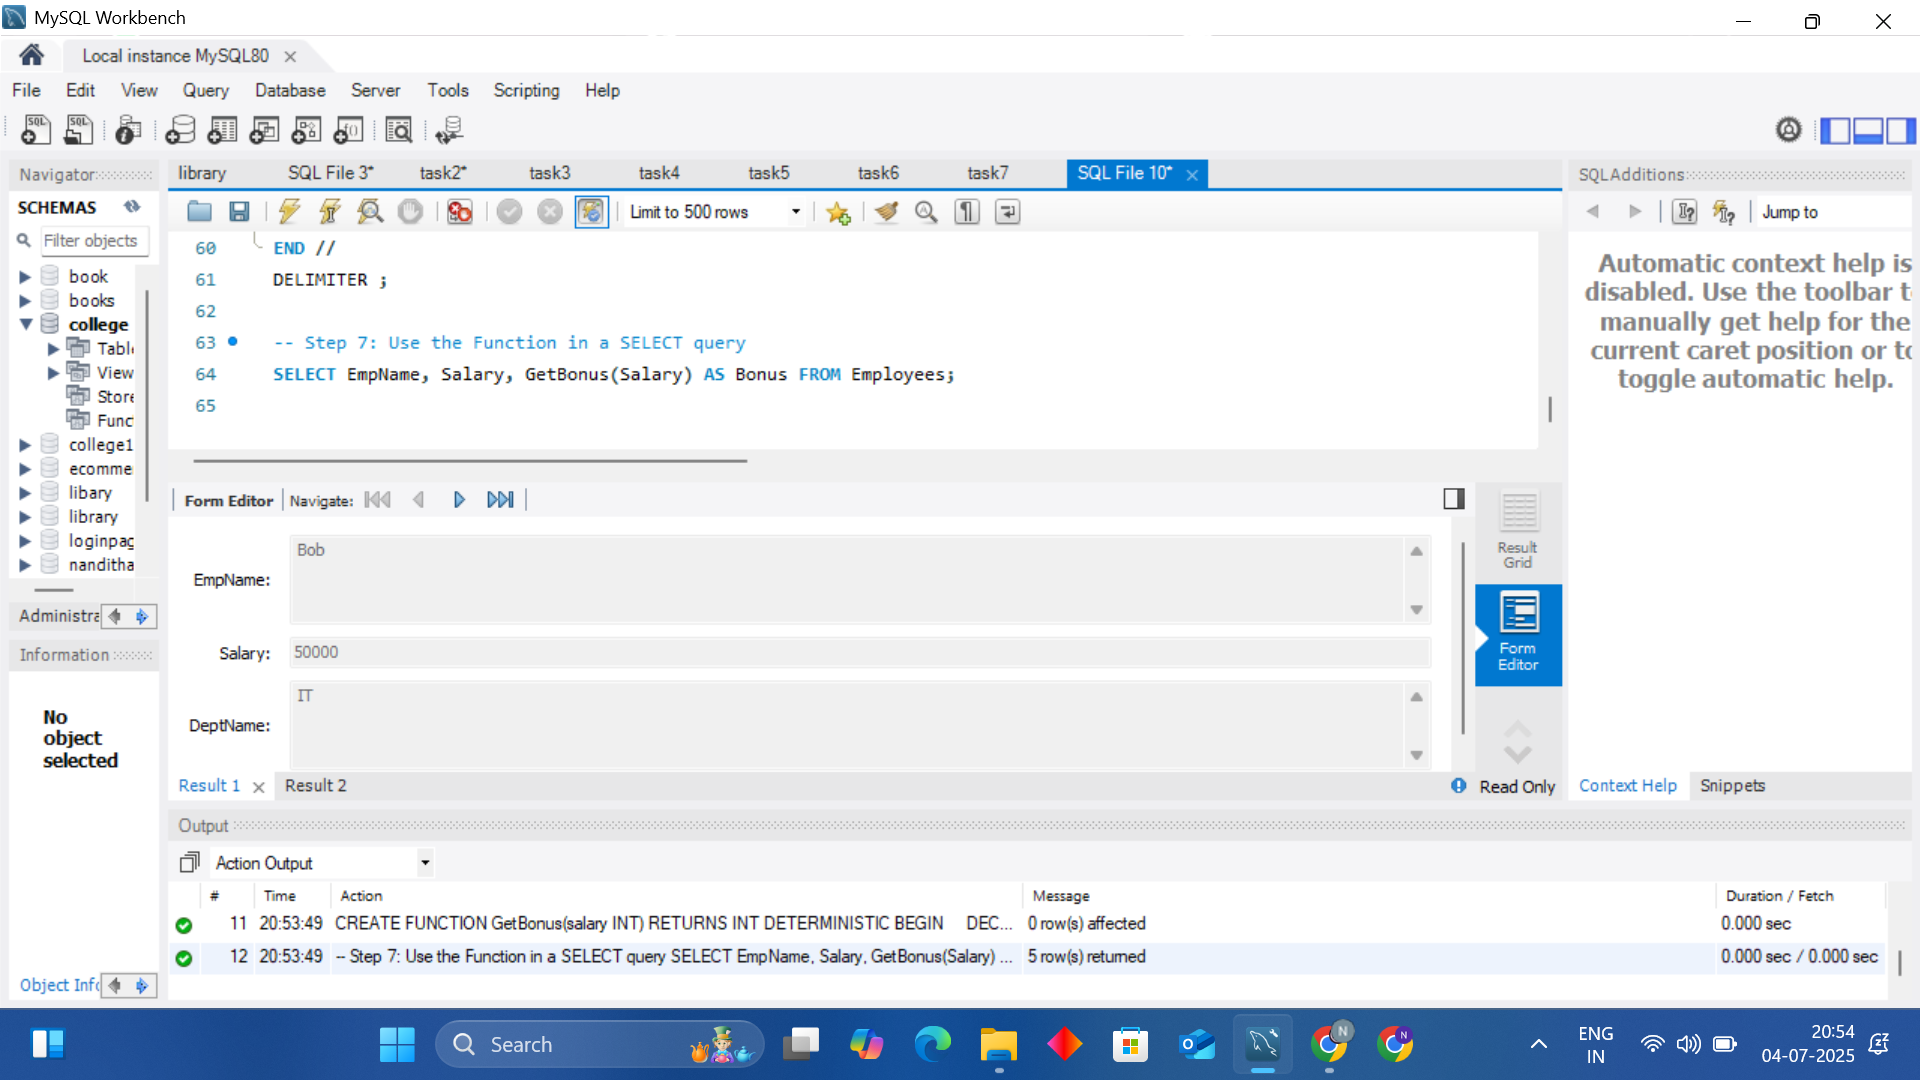 MySQL Workbench
Local instance MySQL80
File Edit View Query Database Server Tools Scripting Help
Navigator
SCHEMAS
Filter objects
book
books
college
Tabl
View
Store
Func
college1
ecomme
libary
library
loginpag
nanditha
Administra
Information
No
object
selected
Object Info
library SQL File 3* task2* task3 task4 task5 task6 task7 SQL File 10*
Limit to 500 rows
60 END //
61 DELIMITER ;
62
63 -- Step 7: Use the Function in a SELECT query
64 SELECT EmpName, Salary, GetBonus(Salary) AS Bonus FROM Employees;
65
Form Editor Navigate:
EmpName: Bob
Salary: 50000
DeptName: IT
Result
Grid
Form
Editor
Result 1 Result 2 Read Only
SQLAdditions
Jump to
Automatic context help is
disabled. Use the toolbar t
manually get help for the
current caret position or to
toggle automatic help.
Context Help Snippets
Output
Action Output
# Time Action Message Duration / Fetch
11 20:53:49 CREATE FUNCTION GetBonus(salary INT) RETURNS INT DETERMINISTIC BEGIN DEC... 0 row(s) affected 0.000 sec
12 20:53:49 -- Step 7: Use the Function in a SELECT query SELECT EmpName, Salary, GetBonus(Salary) ... 5 row(s) returned 0.000 sec / 0.000 sec
Search
ENG
IN
20:54
04-07-2025